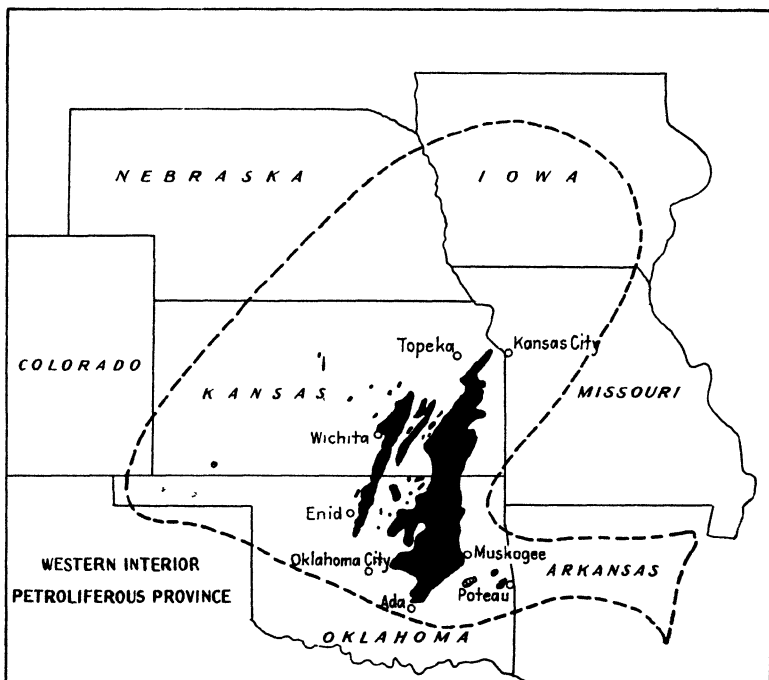 NEBRASKA
IOWA
COLORADO
KANSAS
Topeka
Kansas City
MISSOURI
Wichita
Enid
WESTERN INTERIOR
PETROLIFEROUS PROVINCE
Oklahoma City
Muskogee
ARKANSAS
Poteau
Ada
OKLAHOMA